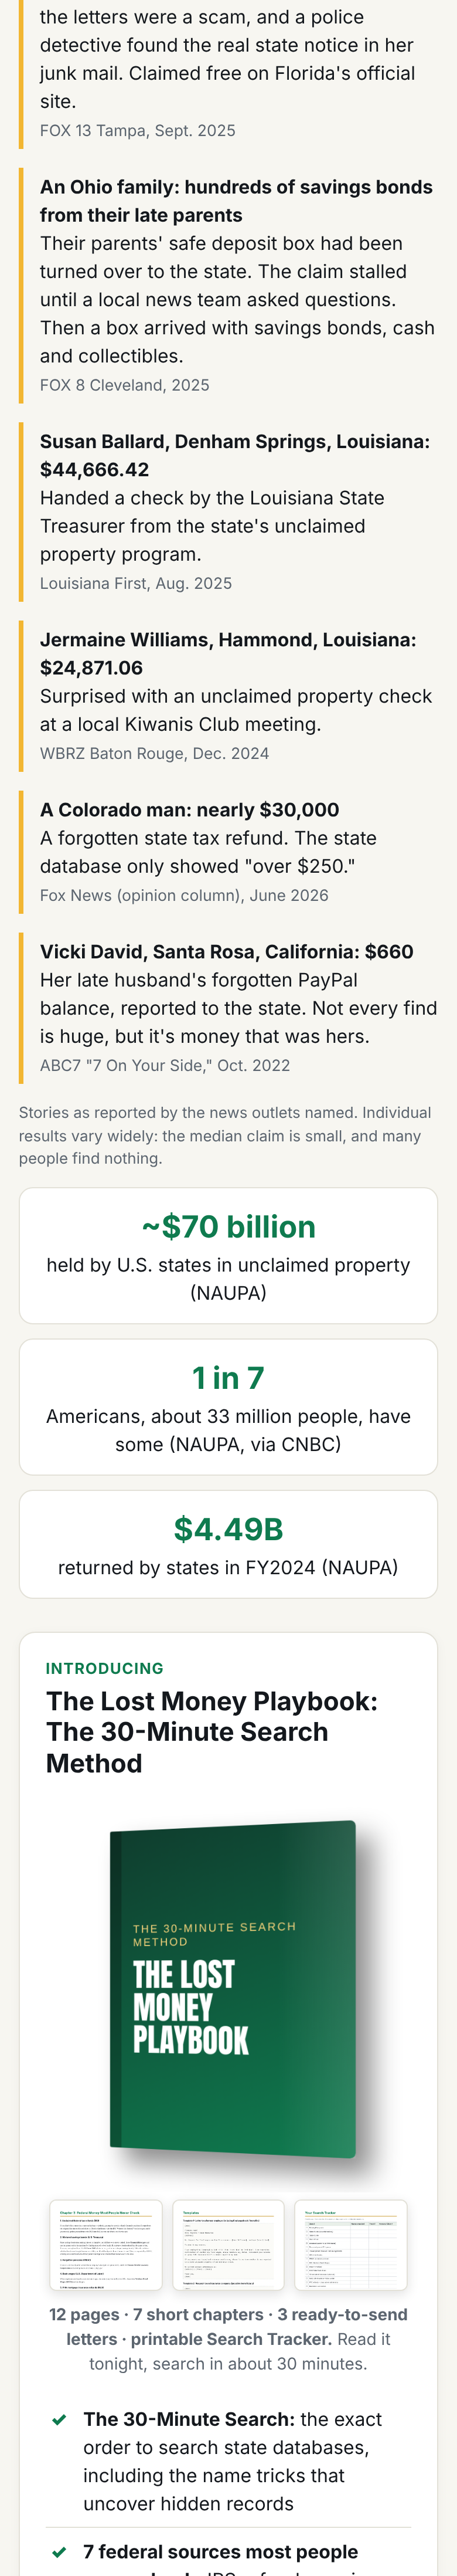 the letters were a scam, and a police
detective found the real state notice in her
junk mail. Claimed free on Florida's official
site.
FOX 13 Tampa, Sept. 2025
An Ohio family: hundreds of savings bonds
from their late parents
Their parents' safe deposit box had been
turned over to the state. The claim stalled
until a local news team asked questions.
Then a box arrived with savings bonds, cash
and collectibles.
FOX 8 Cleveland, 2025
Susan Ballard, Denham Springs, Louisiana:
$44,666.42
Handed a check by the Louisiana State
Treasurer from the state's unclaimed
property program.
Louisiana First, Aug. 2025
Jermaine Williams, Hammond, Louisiana:
$24,871.06
Surprised with an unclaimed property check
at a local Kiwanis Club meeting.
WBRZ Baton Rouge, Dec. 2024
A Colorado man: nearly $30,000
A forgotten state tax refund. The state
database only showed "over $250."
Fox News (opinion column), June 2026
Vicki David, Santa Rosa, California: $660
Her late husband's forgotten PayPal
balance, reported to the state. Not every find
is huge, but it's money that was hers.
ABC7 "7 On Your Side," Oct. 2022
Stories as reported by the news outlets named. Individual
results vary widely: the median claim is small, and many
people find nothing.
~$70 billion
held by U.S. states in unclaimed property
(NAUPA)
1 in 7
Americans, about 33 million people, have
some (NAUPA, via CNBC)
$4.49B
returned by states in FY2024 (NAUPA)
INTRODUCING
The Lost Money Playbook:
The 30-Minute Search
Method
THE 30-MINUTE SEARCH
METHOD
THE LOST
MONEY
PLAYBOOK
Templates
Your Search Tracker
12 pages · 7 short chapters · 3 ready-to-send
letters · printable Search Tracker. Read it
tonight, search in about 30 minutes.
The 30-Minute Search: the exact
order to search state databases,
including the name tricks that
uncover hidden records
7 federal sources most people